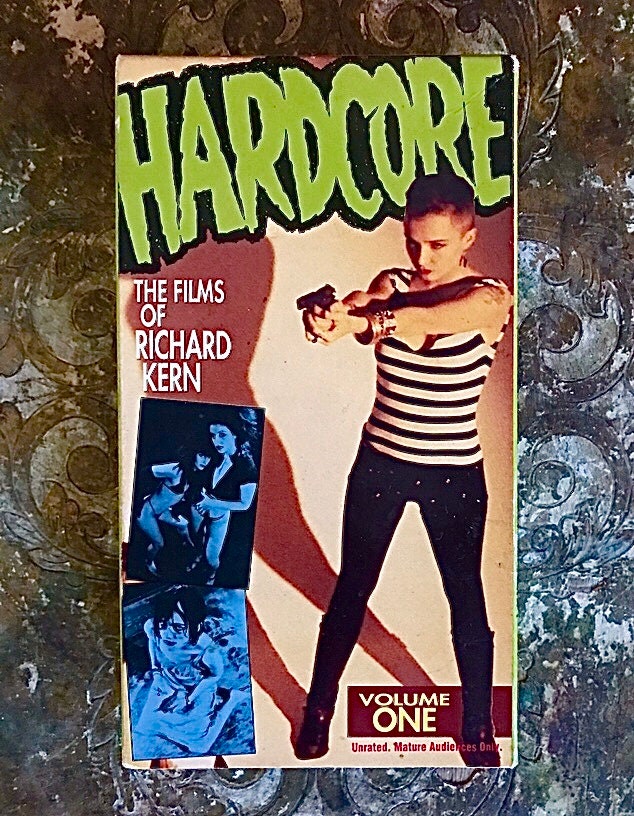 HARDCORE
THE FILMS
OF
RICHARD
KERN
VOLUME
ONE
Unrated. Mature Audiences Only.